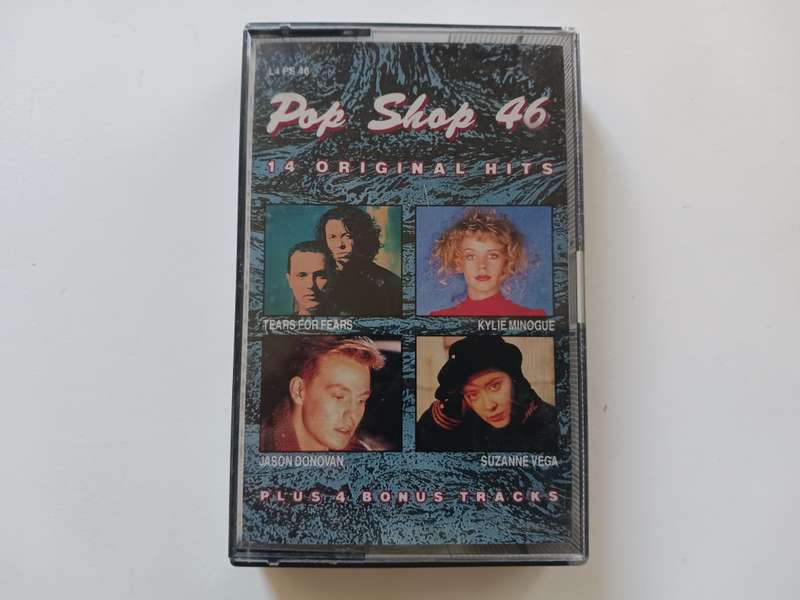 L4 PS 46
Pop Shop 46
14 ORIGINAL HITS
TEARS FOR FEARS
KYLIE MINOGUE
JASON DONOVAN
SUZANNE VEGA
PLUS 4 BONUS TRACKS